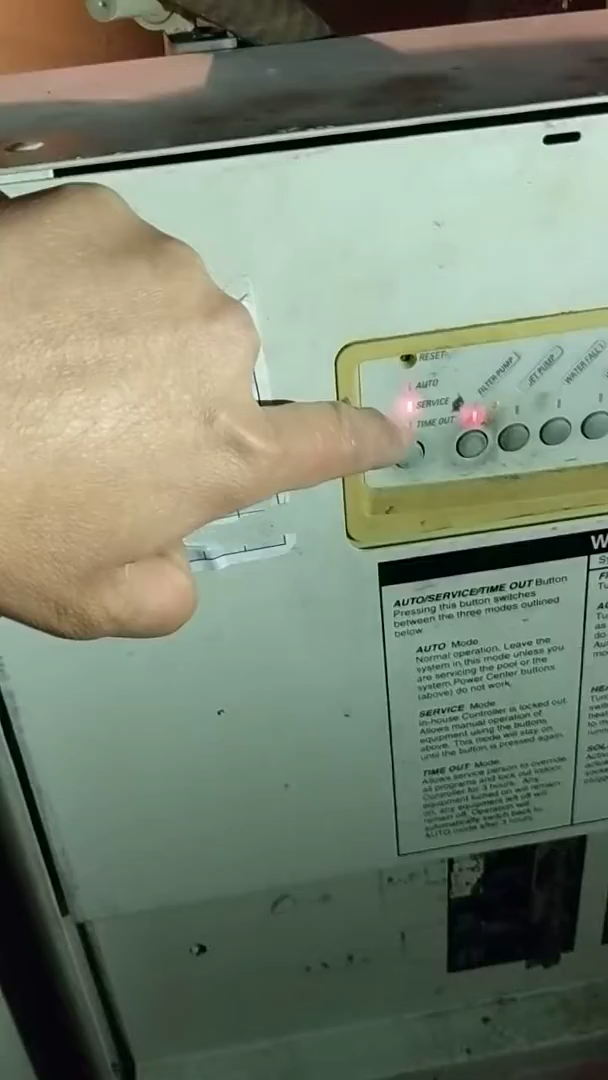 RESET
AUTO
SERVICE
TIME OUT
FILTER PUMP
JET PUMP
WATER FALL
AUTO/SERVICE/TIME OUT Button
Pressing this button switches
between the three modes outlined
below.
AUTO Mode
Normal operation. Leave the
system in this mode unless you
are servicing the pool or the
system. Power Center buttons
(above) do not work.
SERVICE Mode
In-house Controller is locked out.
Allows manual operation of
equipment using the buttons
above. This mode will stay on
until the button is pressed again.
TIME OUT Mode
Allows service person to override
all programs and lock out indoor
Controller for 3 hours. Any
equipment turned on will remain
on, any equipment left off will
remain off. Operation will
automatically switch back to
AUTO mode after 3 hours.